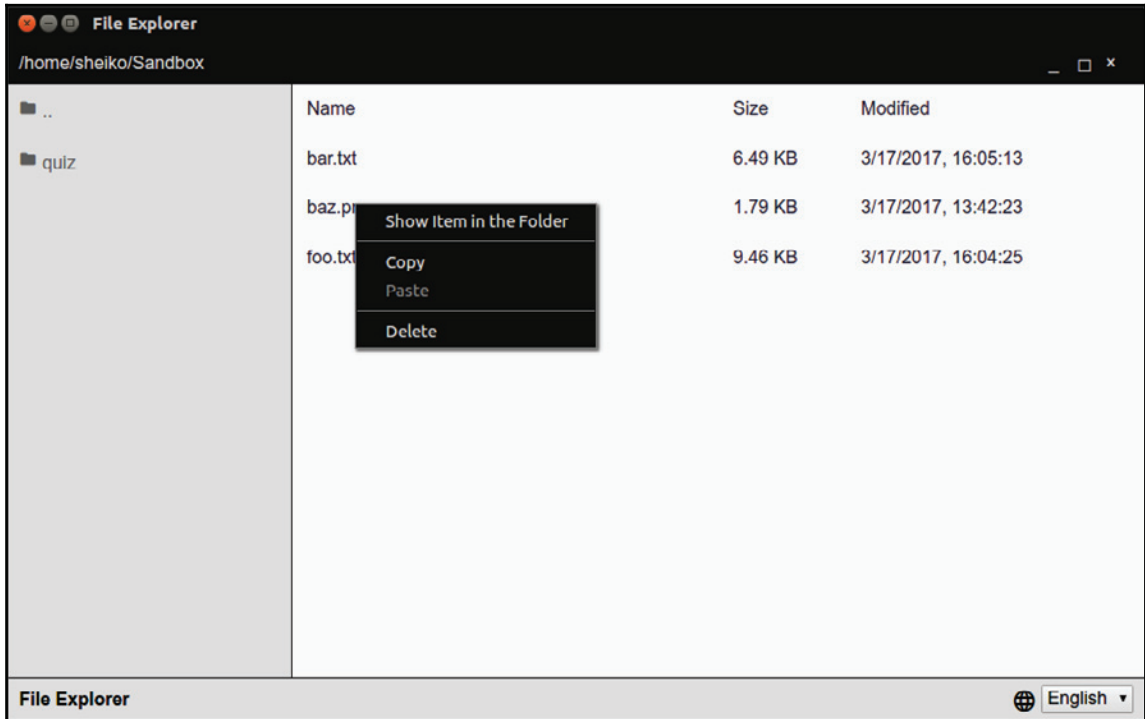 File Explorer
/home/sheiko/Sandbox
..
quiz
Name Size Modified
bar.txt 6.49 KB 3/17/2017, 16:05:13
baz.p 1.79 KB 3/17/2017, 13:42:23
foo.txt 9.46 KB 3/17/2017, 16:04:25
Show Item in the Folder
Copy
Paste
Delete
File Explorer English